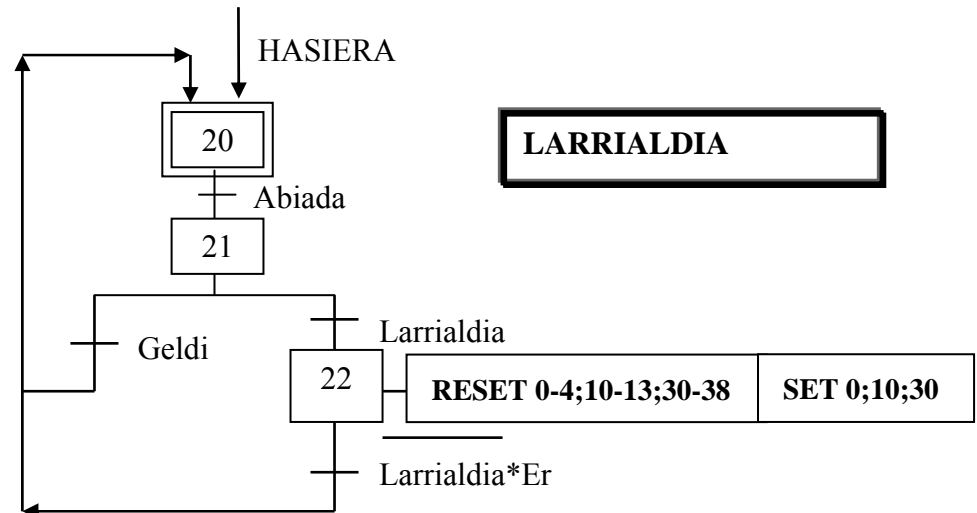 HASIERA
20
LARRIALDIA
Abiada
21
Larrialdia
Geldi
22
RESET 0-4;10-13;30-38
SET 0;10;30
Larrialdia*Er